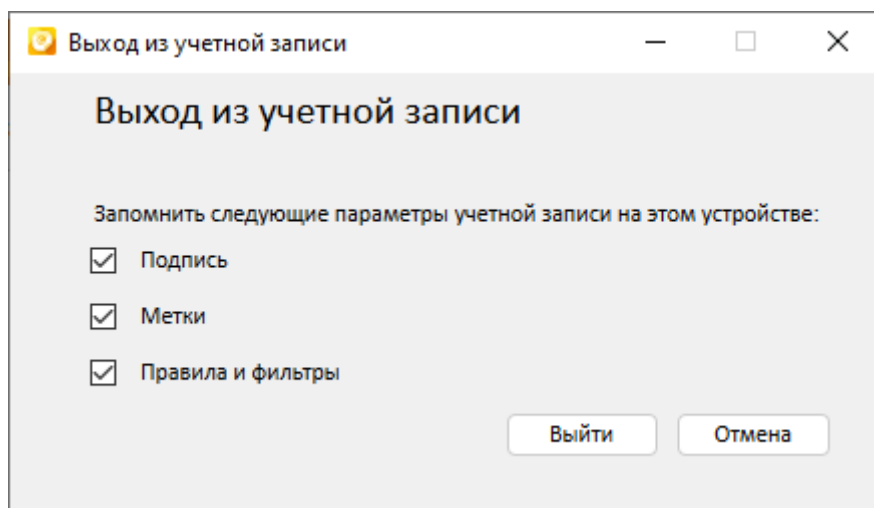 Выход из учетной записи
Выход из учетной записи
Запомнить следующие параметры учетной записи на этом устройстве:
Подпись
Метки
Правила и фильтры
Выйти
Отмена